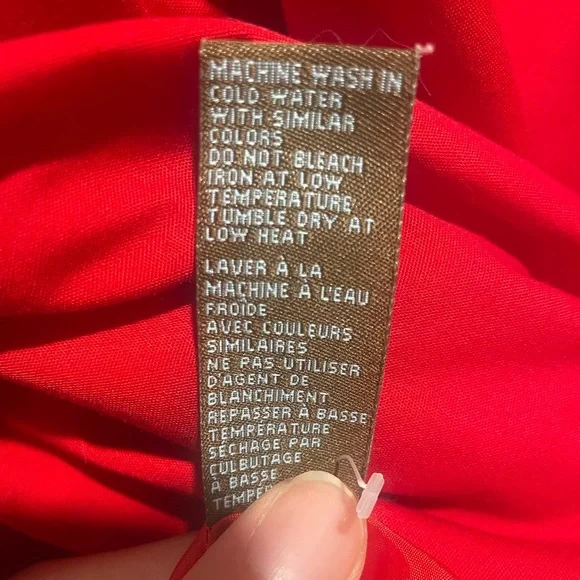 MACHINE WASH IN
COLD WATER
WITH SIMILAR
COLORS
DO NOT BLEACH
IRON AT LOW
TEMPERATURE
TUMBLE DRY AT
LOW HEAT
LAVER À LA
MACHINE À L'EAU
FROÏDE
AVEC COULEURS
SIMILAIRES
NE PAS UTILISER
D'AGENT DE
BLANCHIMENT
REPASSER À BASSE
TEMPÉRATURE
SÉCHAGE PAR
CULBUTAGE
À BASSE